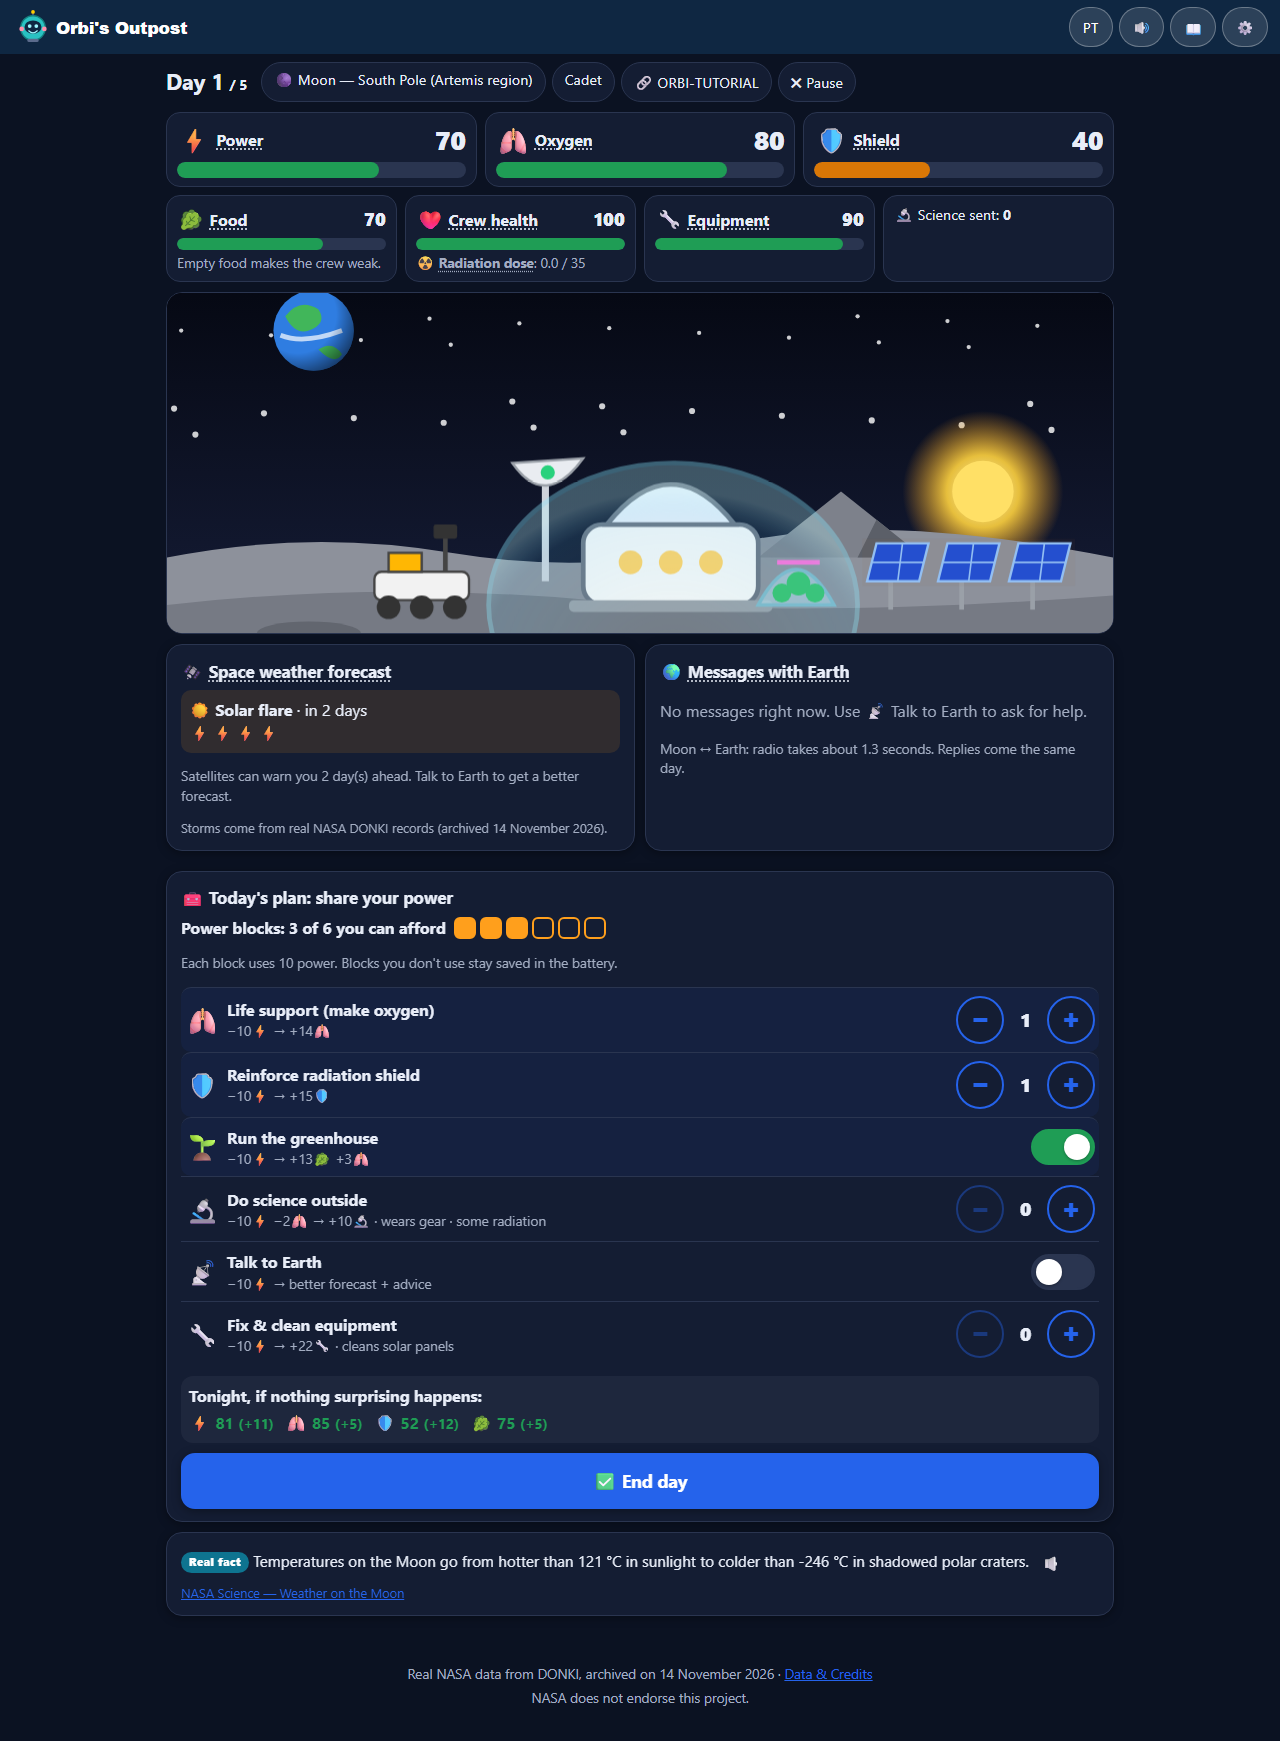 Orbi's Outpost
PT
Day 1 / 5
Moon — South Pole (Artemis region)
Cadet
ORBI-TUTORIAL
Pause
Power 70
Oxygen 80
Shield 40
Food 70
Empty food makes the crew weak.
Crew health 100
Radiation dose: 0.0 / 35
Equipment 90
Science sent: 0
Space weather forecast
Solar flare · in 2 days
Satellites can warn you 2 day(s) ahead. Talk to Earth to get a better
forecast.
Storms come from real NASA DONKI records (archived 14 November 2026).
Messages with Earth
No messages right now. Use Talk to Earth to ask for help.
Moon ↔ Earth: radio takes about 1.3 seconds. Replies come the same
day.
Today's plan: share your power
Power blocks: 3 of 6 you can afford
Each block uses 10 power. Blocks you don't use stay saved in the battery.
Life support (make oxygen)
−10 → +14
− 1 +
Reinforce radiation shield
−10 → +15
− 1 +
Run the greenhouse
−10 → +13 +3
Do science outside
−10 −2 → +10 · wears gear · some radiation
− 0 +
Talk to Earth
−10 → better forecast + advice
Fix & clean equipment
−10 → +22 · cleans solar panels
− 0 +
Tonight, if nothing surprising happens:
81 (+11) 85 (+5) 52 (+12) 75 (+5)
End day
Real fact Temperatures on the Moon go from hotter than 121 °C in sunlight to colder than -246 °C in shadowed polar craters.
NASA Science — Weather on the Moon
Real NASA data from DONKI, archived on 14 November 2026 · Data & Credits
NASA does not endorse this project.